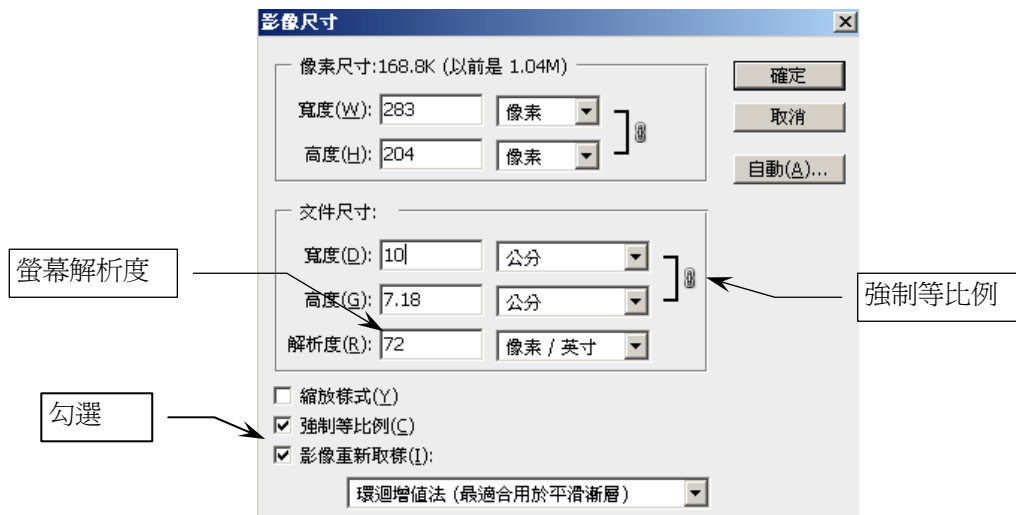 影像尺寸
像素尺寸:168.8K (以前是 1.04M)
寬度(W): 283 像素
高度(H): 204 像素
確定
取消
自動(A)...
文件尺寸:
寬度(D): 10 公分
高度(G): 7.18 公分
解析度(R): 72 像素 / 英寸
螢幕解析度
強制等比例
縮放樣式(Y)
強制等比例(C)
影像重新取樣(I):
勾選
環迴增值法 (最適合用於平滑漸層)